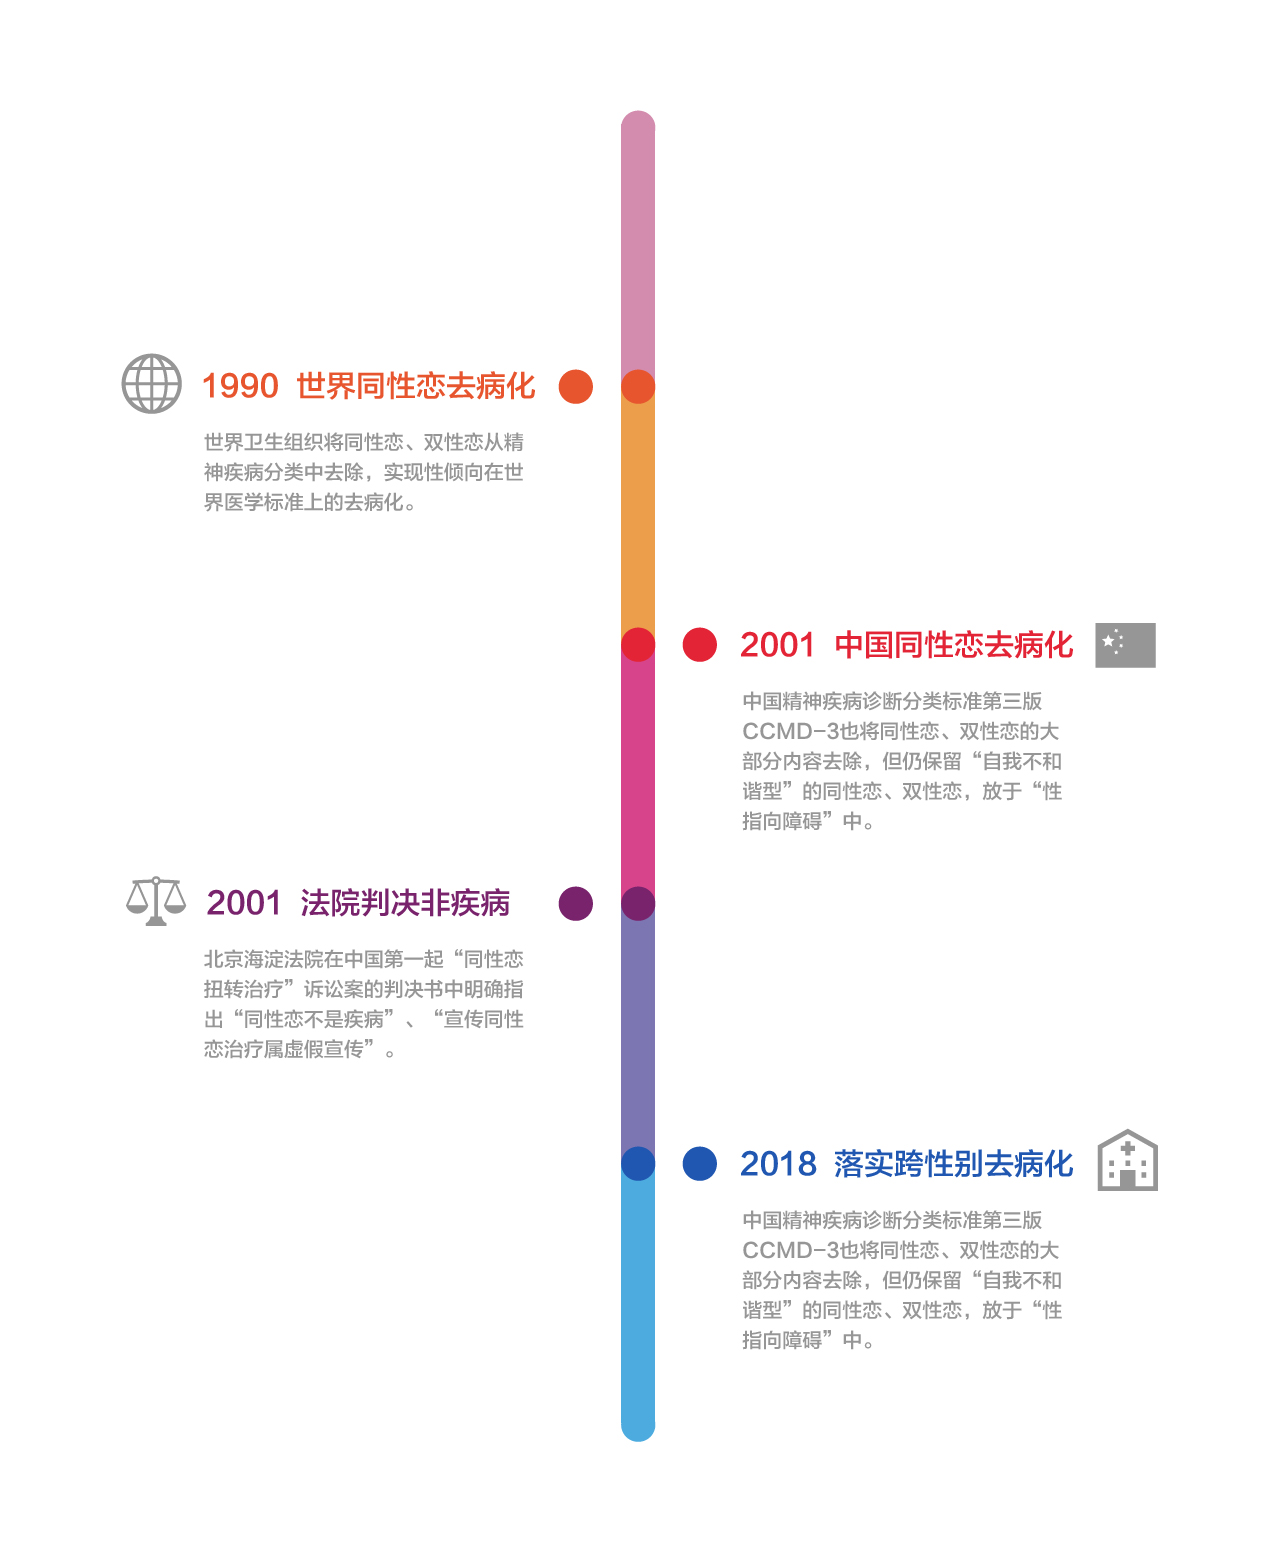 1990 世界同性恋去病化
世界卫生组织将同性恋、双性恋从精
神疾病分类中去除，实现性倾向在世
界医学标准上的去病化。
2001 中国同性恋去病化
中国精神疾病诊断分类标准第三版
CCMD-3也将同性恋、双性恋的大
部分内容去除，但仍保留“自我不和
谐型”的同性恋、双性恋，放于“性
指向障碍”中。
2001 法院判决非疾病
北京海淀法院在中国第一起“同性恋
扭转治疗”诉讼案的判决书中明确指
出“同性恋不是疾病”、“宣传同性
恋治疗属虚假宣传”。
2018 落实跨性别去病化
中国精神疾病诊断分类标准第三版
CCMD-3也将同性恋、双性恋的大
部分内容去除，但仍保留“自我不和
谐型”的同性恋、双性恋，放于“性
指向障碍”中。